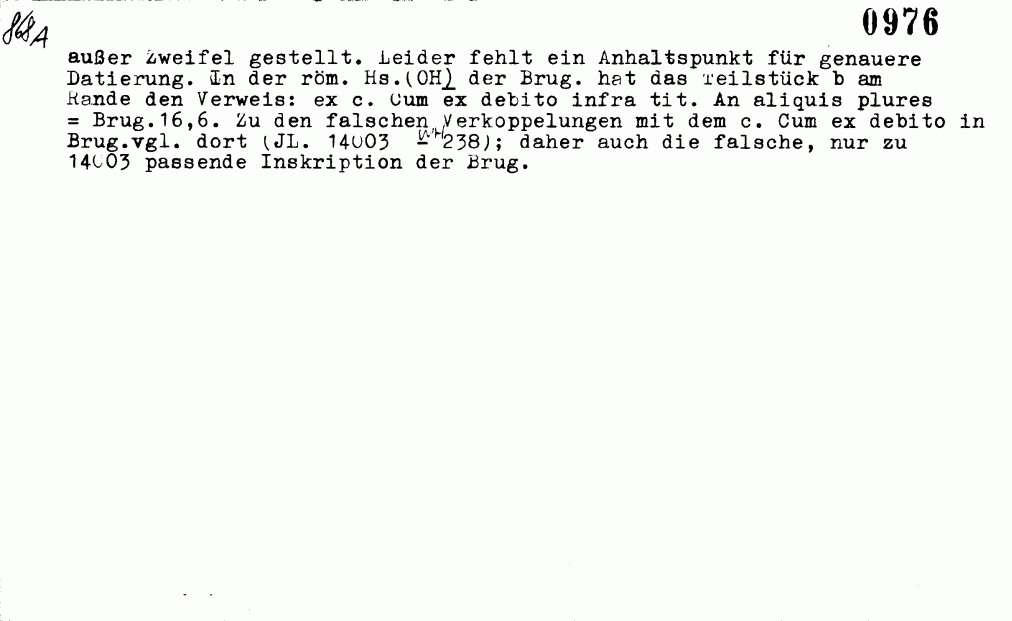 868A
0976
außer Zweifel gestellt. Leider fehlt ein Anhaltspunkt für genauere
Datierung. In der röm. Hs.(OH) der Brug. hat das Teilstück b am
Rande den Verweis: ex c. Cum ex debito infra tit. An aliquis plures
= Brug.16,6. Zu den falschen Verkoppelungen mit dem c. Cum ex debito in
Brug.vgl. dort (JL. 14003 = WH 238); daher auch die falsche, nur zu
14003 passende Inskription der Brug.